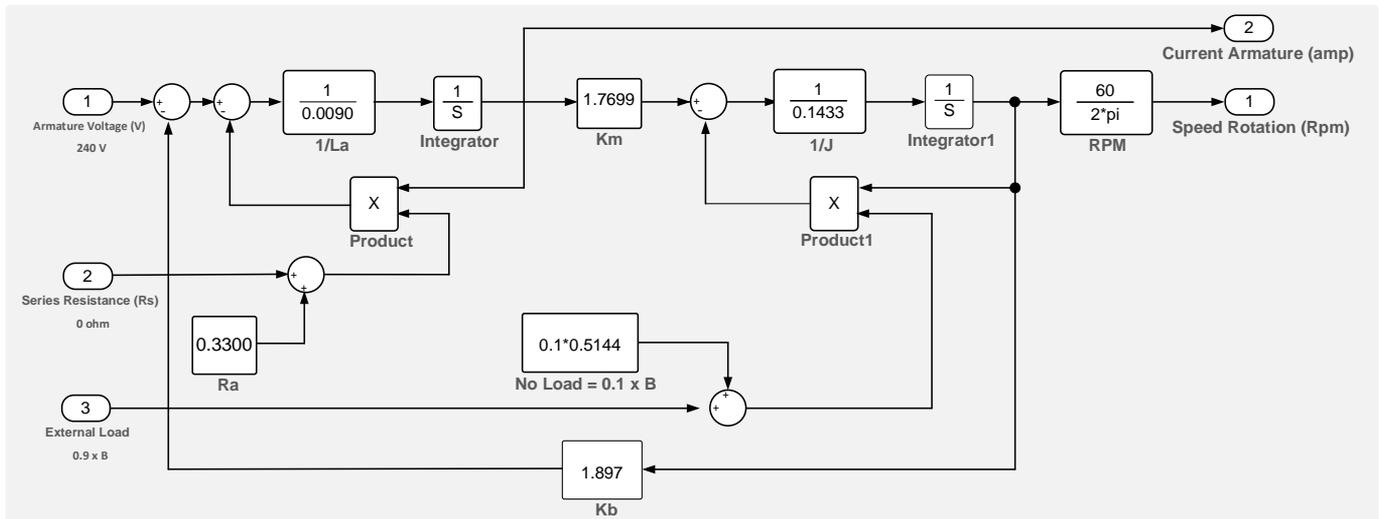 2
Current Armature (amp)
1
Armature Voltage (V)
240 V
+
-
+
-
1
0.0090
1/La
1
S
Integrator
1.7699
Km
+
-
1
0.1433
1/J
1
S
Integrator1
60
2*pi
RPM
1
Speed Rotation (Rpm)
X
Product
X
Product1
2
Series Resistance (Rs)
0 ohm
+
+
0.3300
Ra
0.1*0.5144
No Load = 0.1 x B
3
External Load
0.9 x B
+
+
1.897
Kb